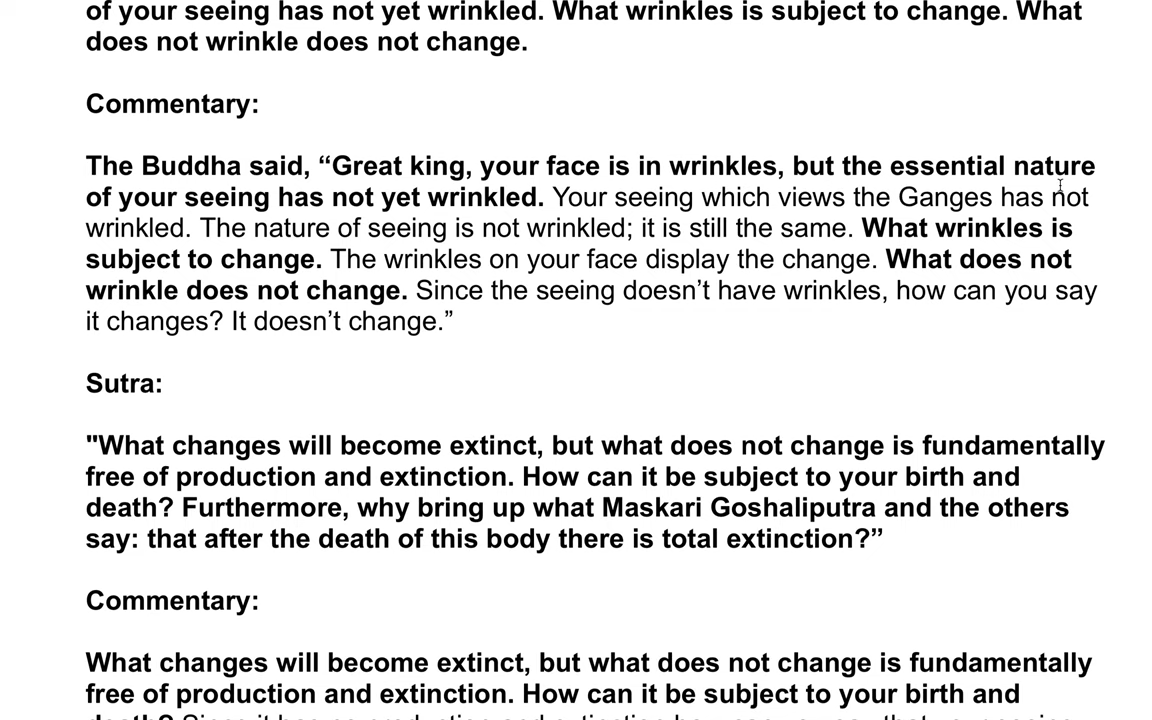 of your seeing has not yet wrinkled. What wrinkles is subject to change. What
does not wrinkle does not change.
Commentary:
The Buddha said, “Great king, your face is in wrinkles, but the essential nature
of your seeing has not yet wrinkled. Your seeing which views the Ganges has not
wrinkled. The nature of seeing is not wrinkled; it is still the same. What wrinkles is
subject to change. The wrinkles on your face display the change. What does not
wrinkle does not change. Since the seeing doesn’t have wrinkles, how can you say
it changes? It doesn’t change.”
Sutra:
"What changes will become extinct, but what does not change is fundamentally
free of production and extinction. How can it be subject to your birth and
death? Furthermore, why bring up what Maskari Goshaliputra and the others
say: that after the death of this body there is total extinction?”
Commentary:
What changes will become extinct, but what does not change is fundamentally
free of production and extinction. How can it be subject to your birth and